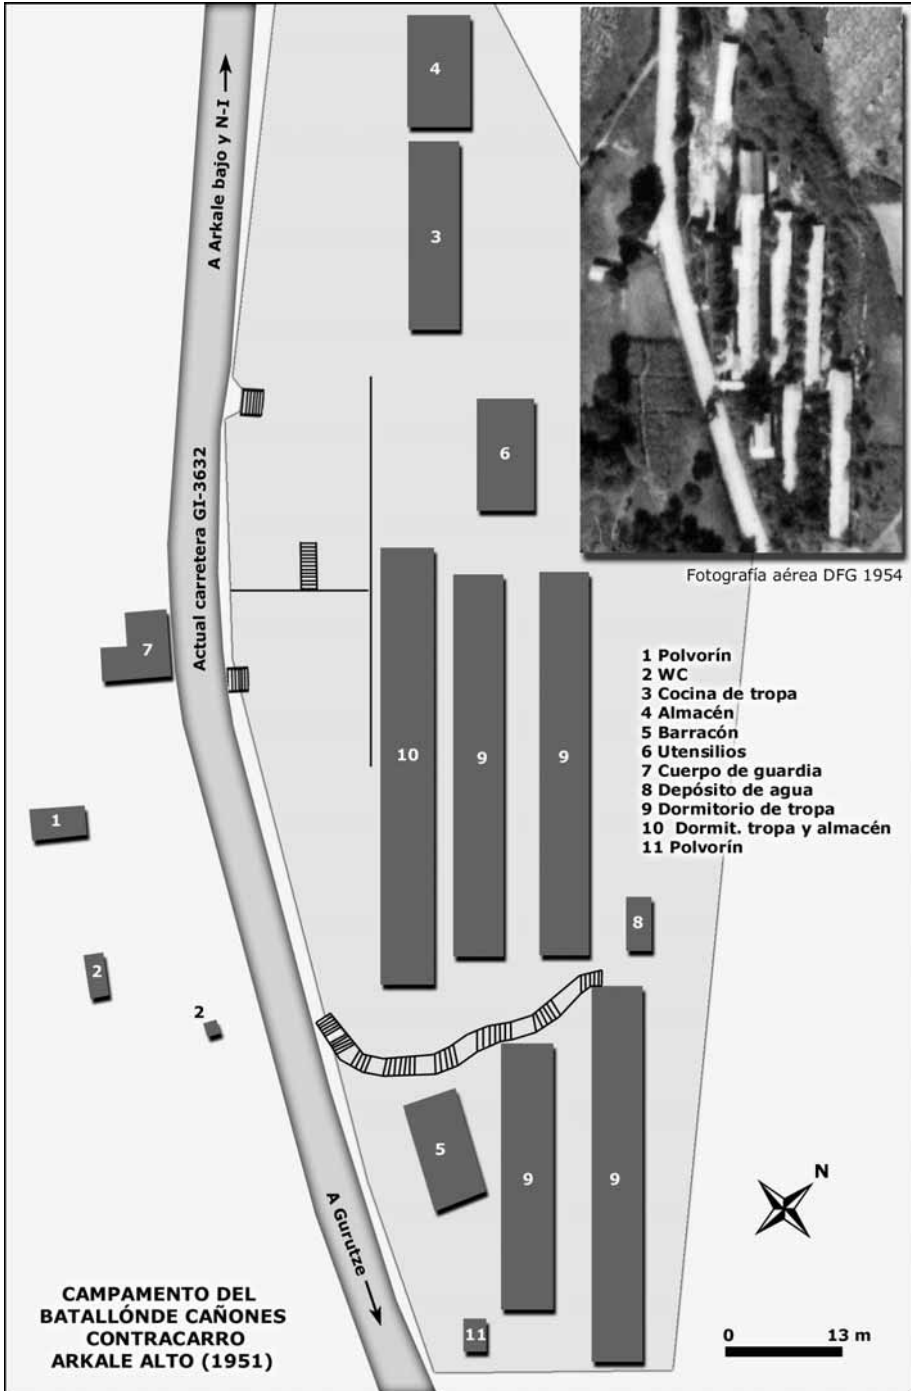 4
A Arkale bajo y N-I
3
6
Fotografía aérea DFG 1954
Actual carretera GI-3632
7
1 Polvorín
2 WC
3 Cocina de tropa
4 Almacén
5 Barracón
6 Utensilios
7 Cuerpo de guardia
8 Depósito de agua
9 Dormitorio de tropa
10 Dormit. tropa y almacén
11 Polvorín
10
9
9
1
8
2
2
5
9
9
N
A Gurutze
11
CAMPAMENTO DEL
BATALLÓNDE CAÑONES
CONTRACARRO
ARKALE ALTO (1951)
0 13 m